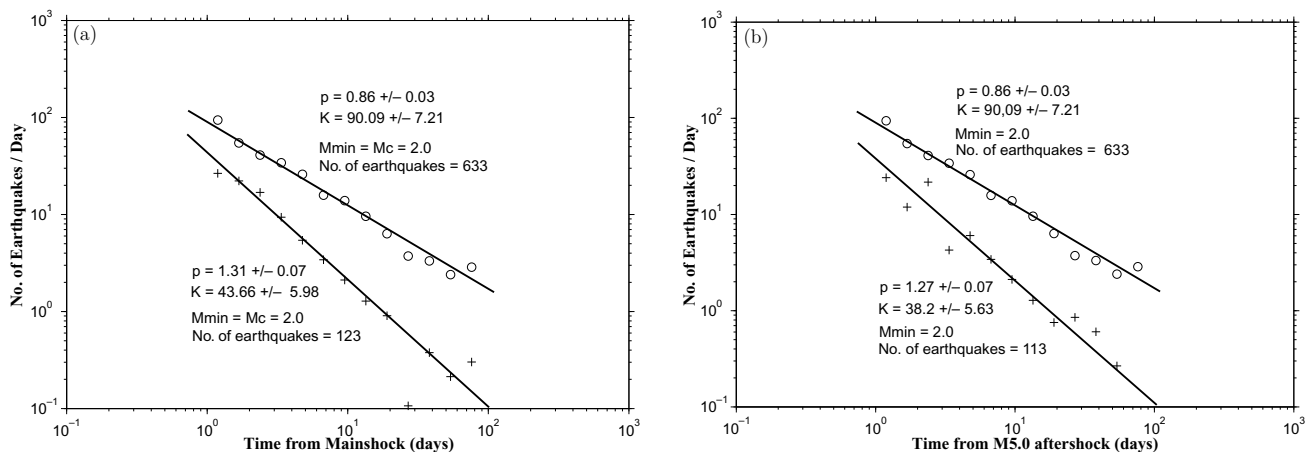 (a)
No. of Earthquakes / Day
10^3
10^2
10^1
10^0
10^-1
p = 0.86 +/– 0.03
K = 90.09 +/– 7.21
Mmin = Mc = 2.0
No. of earthquakes = 633
p = 1.31 +/– 0.07
K = 43.66 +/– 5.98
Mmin = Mc = 2.0
No. of earthquakes = 123
10^-1
10^0
10^1
10^2
10^3
Time from Mainshock (days)
(b)
No. of Earthquakes / Day
10^3
10^2
10^1
10^0
10^-1
p = 0.86 +/– 0.03
K = 90,09 +/– 7.21
Mmin = 2.0
No. of earthquakes = 633
p = 1.27 +/– 0.07
K = 38.2 +/– 5.63
Mmin = 2.0
No. of earthquakes = 113
10^-1
10^0
10^1
10^2
10^3
Time from M5.0 aftershock (days)